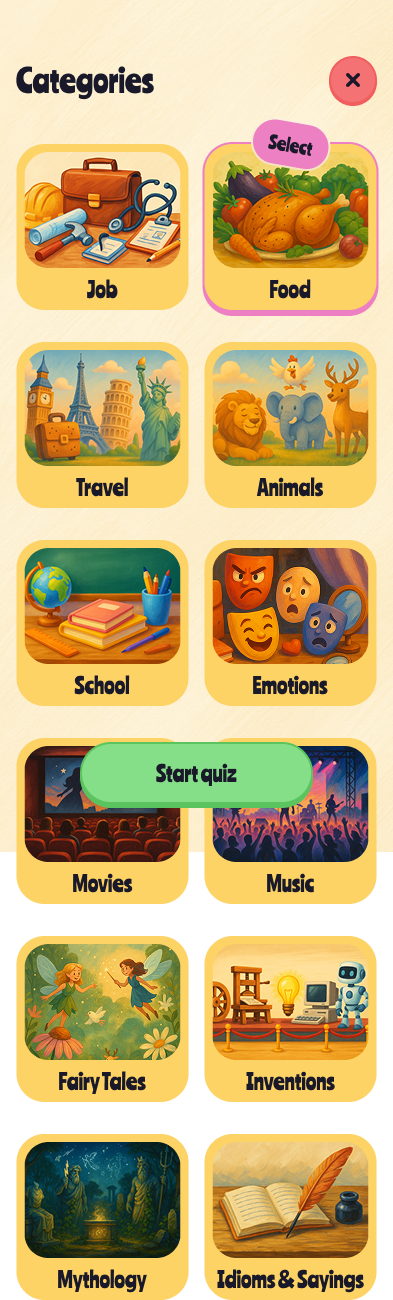 Categories
Select
Job
Food
Travel
Animals
School
Emotions
Start quiz
Movies
Music
Fairy Tales
Inventions
Mythology
Idioms & Sayings